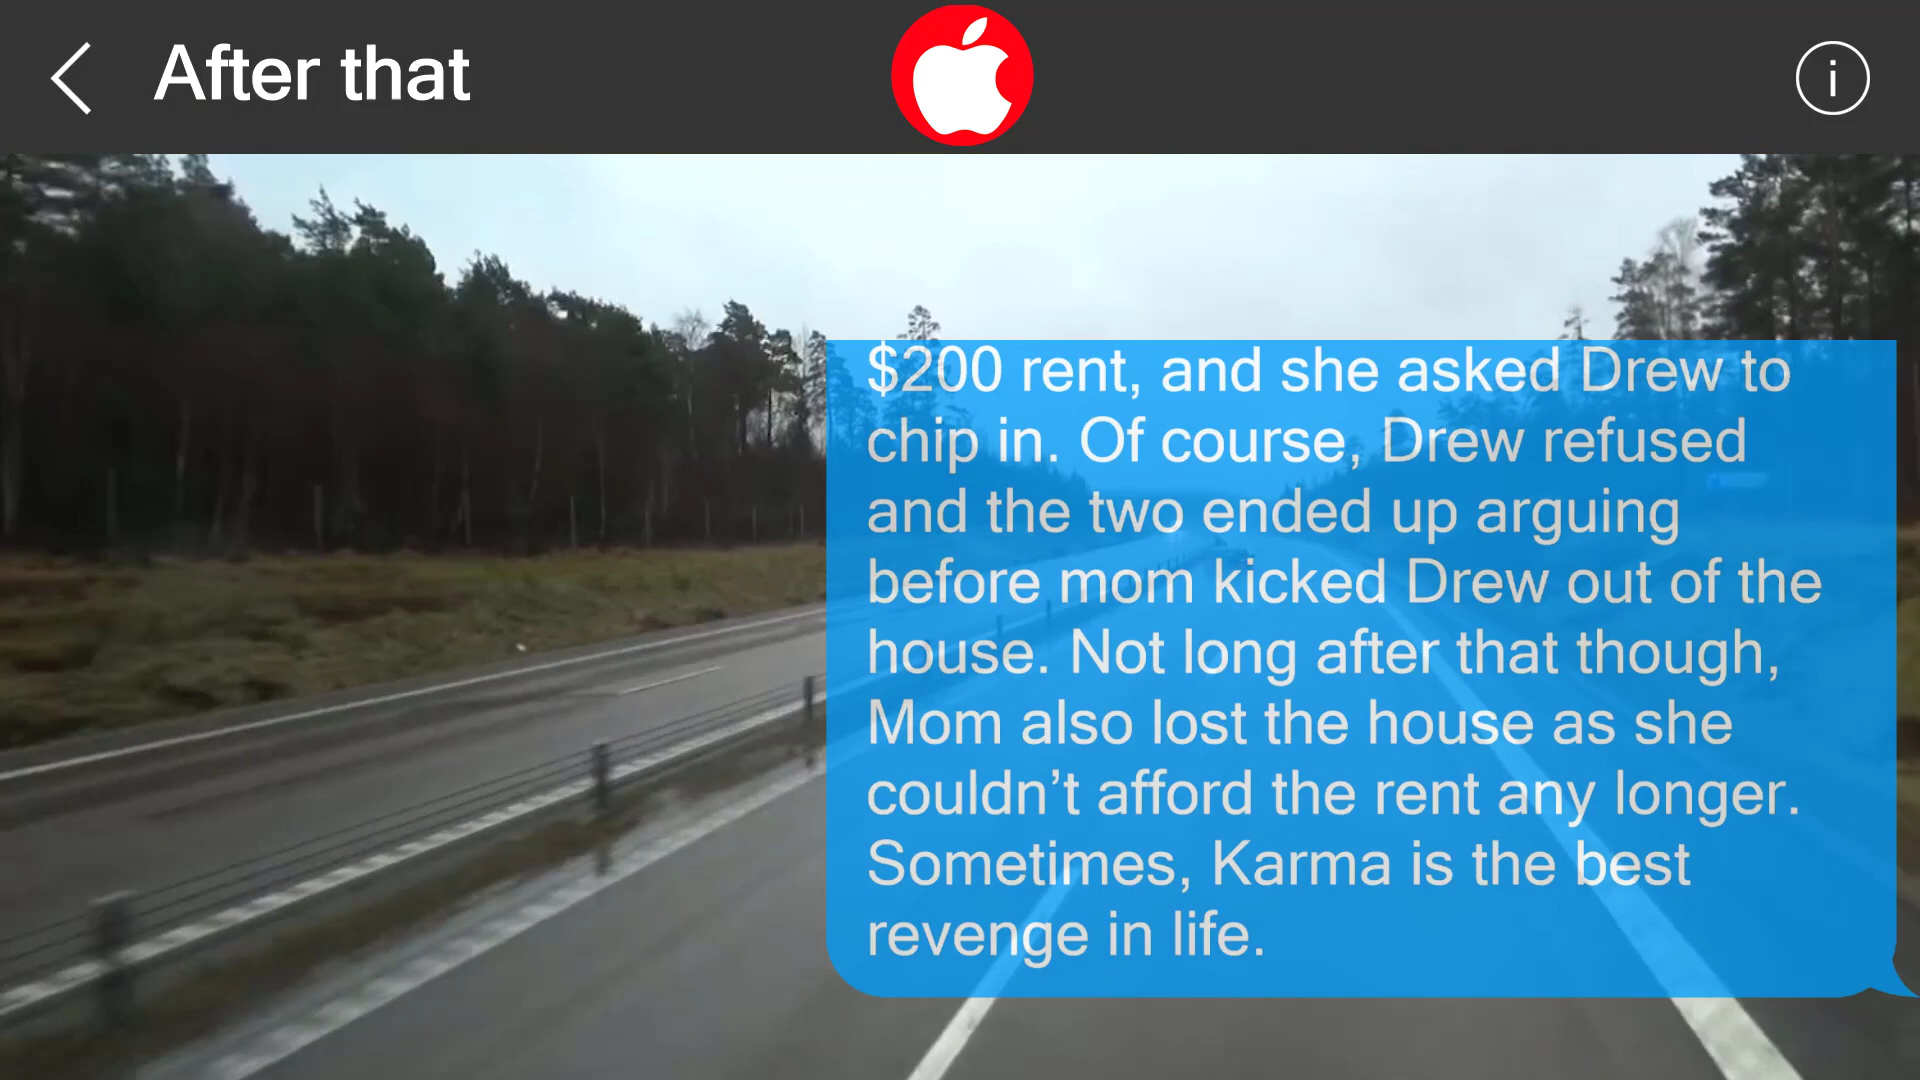 After that
$200 rent, and she asked Drew to
chip in. Of course, Drew refused
and the two ended up arguing
before mom kicked Drew out of the
house. Not long after that though,
Mom also lost the house as she
couldn’t afford the rent any longer.
Sometimes, Karma is the best
revenge in life.